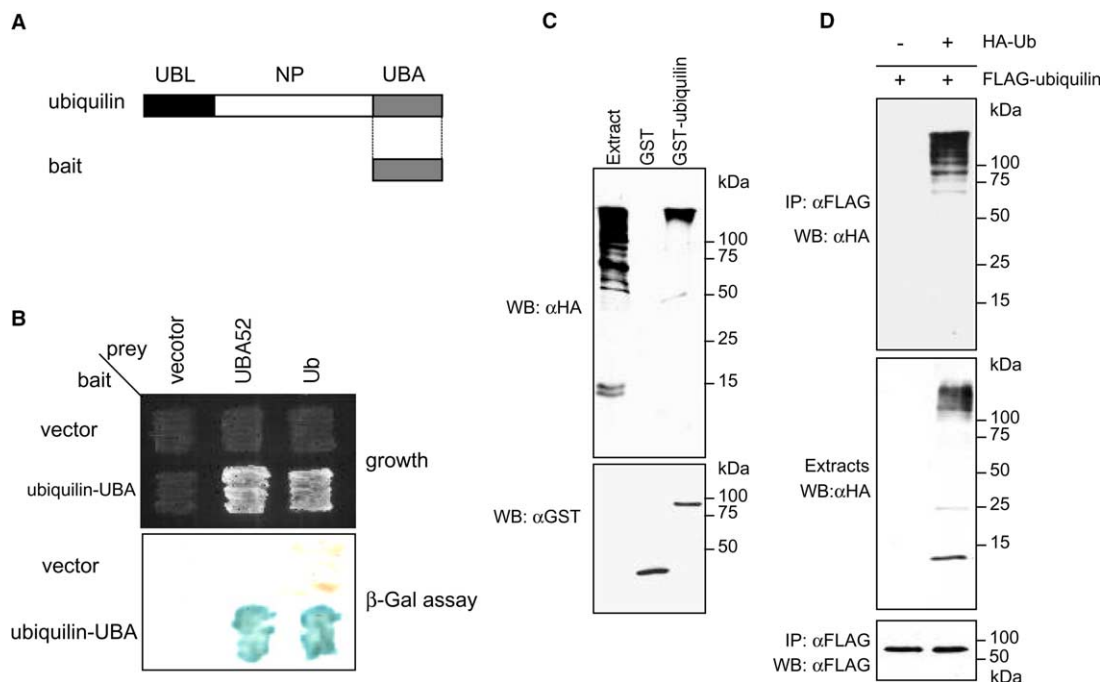 A
UBL NP UBA
ubiquilin
bait
B
prey
bait
vecotor
UBA52
Ub
vector
ubiquilin-UBA
growth
vector
ubiquilin-UBA
β-Gal assay
C
Extract
GST
GST-ubiquilin
kDa
100
75
50
25
15
WB: αHA
kDa
100
75
50
WB: αGST
D
- + HA-Ub
+ + FLAG-ubiquilin
kDa
100
75
50
25
15
IP: αFLAG
WB: αHA
kDa
100
75
50
25
15
Extracts
WB:αHA
IP: αFLAG
WB: αFLAG
100
50
kDa